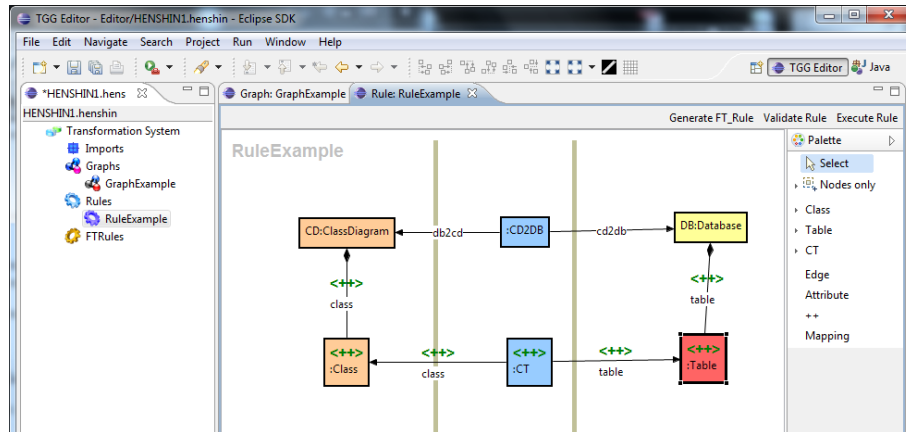 TGG Editor - Editor/HENSHIN1.henshin - Eclipse SDK
File Edit Navigate Search Project Run Window Help
TGG Editor Java
*HENSHIN1.hens
Graph: GraphExample Rule: RuleExample
HENSHIN1.henshin
Generate FT_Rule Validate Rule Execute Rule
Transformation System
Imports
Graphs
GraphExample
Rules
RuleExample
FTRules
RuleExample
CD:ClassDiagram
db2cd
:CD2DB
cd2db
DB:Database
<++>
class
<++>
table
<++>
:Class
<++>
class
<++>
:CT
<++>
table
<++>
:Table
Palette
Select
Nodes only
Class
Table
CT
Edge
Attribute
++
Mapping